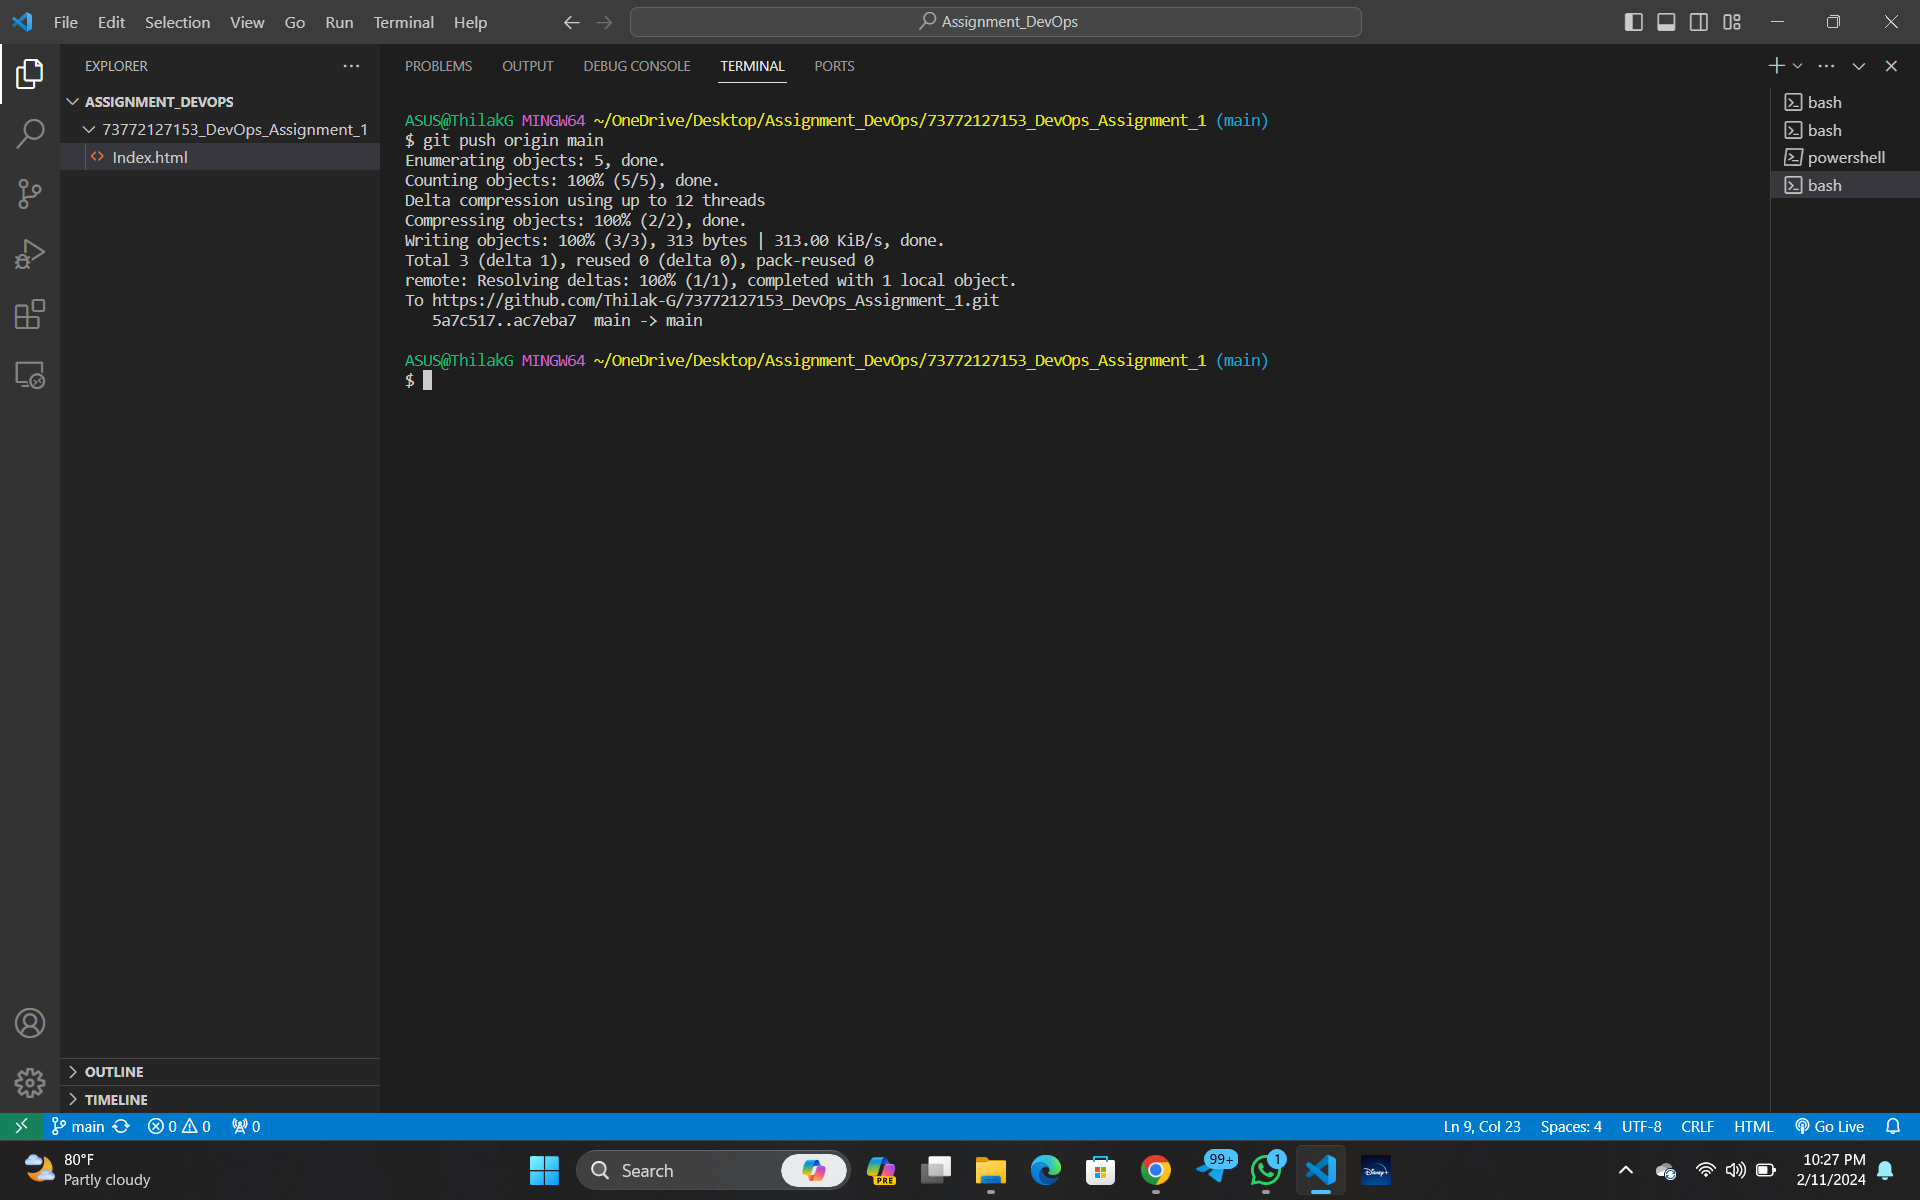 File Edit Selection View Go Run Terminal Help
Assignment_DevOps
EXPLORER
ASSIGNMENT_DEVOPS
73772127153_DevOps_Assignment_1
Index.html
OUTLINE
TIMELINE
PROBLEMS OUTPUT DEBUG CONSOLE TERMINAL PORTS
ASUS@ThilakG MINGW64 ~/OneDrive/Desktop/Assignment_DevOps/73772127153_DevOps_Assignment_1 (main)
$ git push origin main
Enumerating objects: 5, done.
Counting objects: 100% (5/5), done.
Delta compression using up to 12 threads
Compressing objects: 100% (2/2), done.
Writing objects: 100% (3/3), 313 bytes | 313.00 KiB/s, done.
Total 3 (delta 1), reused 0 (delta 0), pack-reused 0
remote: Resolving deltas: 100% (1/1), completed with 1 local object.
To https://github.com/Thilak-G/73772127153_DevOps_Assignment_1.git
   5a7c517..ac7eba7  main -> main
ASUS@ThilakG MINGW64 ~/OneDrive/Desktop/Assignment_DevOps/73772127153_DevOps_Assignment_1 (main)
$
bash
bash
powershell
bash
main 0 0 0
Ln 9, Col 23 Spaces: 4 UTF-8 CRLF HTML Go Live
80°F
Partly cloudy
Search
PRE
99+
1
Disney+
10:27 PM
2/11/2024